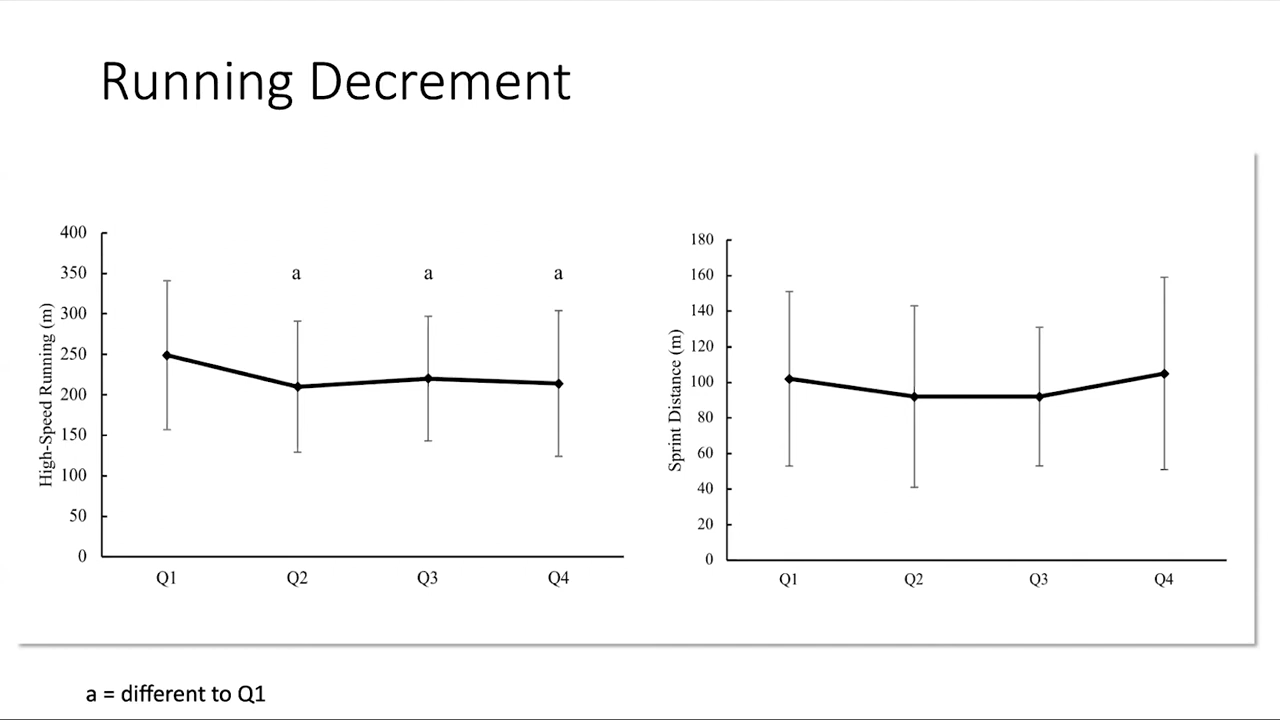 Running Decrement
High-Speed Running (m)
400
350
300
250
200
150
100
50
0
a a a
Q1 Q2 Q3 Q4
Sprint Distance (m)
180
160
140
120
100
80
60
40
20
0
Q1 Q2 Q3 Q4
a = different to Q1